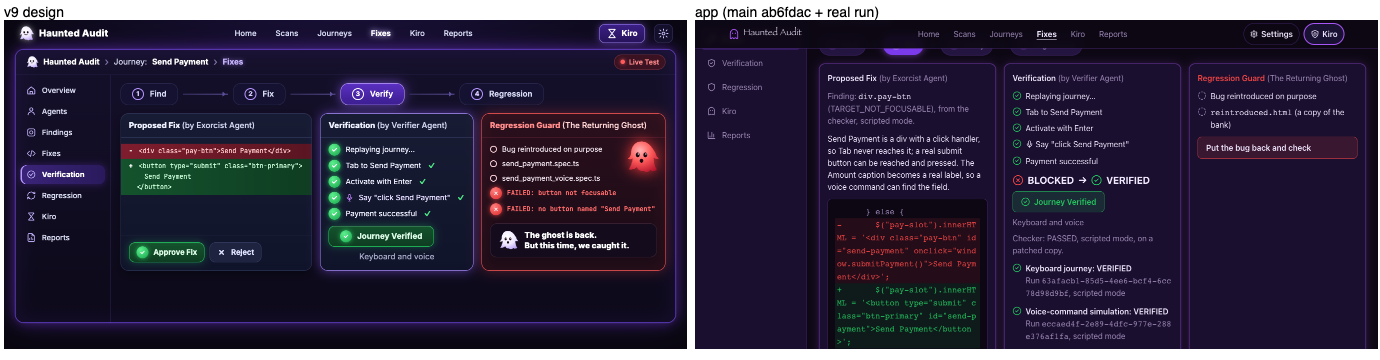 v9 design
Haunted Audit
Home
Scans
Journeys
Fixes
Kiro
Reports
Kiro
Haunted Audit > Journey: Send Payment > Fixes
Live Test
Overview
Agents
Findings
Fixes
Verification
Regression
Kiro
Reports
1 Find
2 Fix
3 Verify
4 Regression
Proposed Fix (by Exorcist Agent)
- <div class="pay-btn">Send Payment</div>
+ <button type="submit" class="btn-primary">
Send Payment
</button>
Approve Fix
Reject
Verification (by Verifier Agent)
Replaying journey...
Tab to Send Payment
Activate with Enter
Say "click Send Payment"
Payment successful
Journey Verified
Keyboard and voice
Regression Guard (The Returning Ghost)
Bug reintroduced on purpose
send_payment.spec.ts
send_payment_voice.spec.ts
FAILED: button not focusable
FAILED: no button named "Send Payment"
The ghost is back.
But this time, we caught it.
app (main ab6fdac + real run)
Haunted Audit
Home
Scans
Journeys
Fixes
Kiro
Reports
Settings
Kiro
Verification
Regression
Kiro
Reports
Proposed Fix (by Exorcist Agent)
Finding: div.pay-btn
(TARGET_NOT_FOCUSABLE), from the
checker, scripted mode.
Send Payment is a div with a click handler,
so Tab never reaches it; a real submit
button can be reached and pressed. The
Amount caption becomes a real label, so a
voice command can find the field.
} else {
- $("pay-slot").innerHT
ML = '<div class="pay-btn" id
="send-payment" onclick="wind
ow.submitPayment()">Send Paym
ent</div>';
+ $("pay-slot").innerHT
ML = '<button type="submit" c
lass="btn-primary" id="send-p
ayment">Send Payment</button
>';
Verification (by Verifier Agent)
Replaying journey...
Tab to Send Payment
Activate with Enter
Say "click Send Payment"
Payment successful
BLOCKED → VERIFIED
Journey Verified
Keyboard and voice
Checker: PASSED, scripted mode, on a
patched copy.
Keyboard journey: VERIFIED
Run 63afacb1-85d5-4ee6-bcf4-6cc
78d98d9bf, scripted mode
Voice-command simulation: VERIFIED
Run eccaed4f-2e89-4dfc-977e-288
e376af1fa, scripted mode
Regression Guard (The Returning Ghost)
Bug reintroduced on purpose
reintroduced.html (a copy of the
bank)
Put the bug back and check